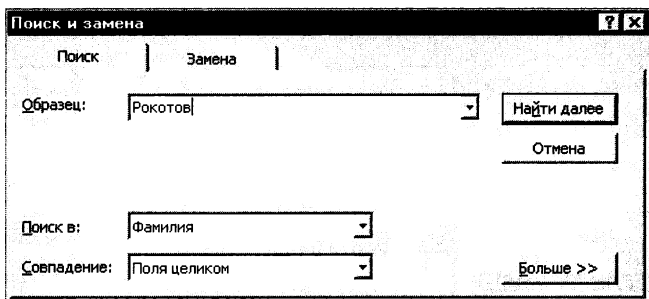 Поиск и замена
Поиск Замена
Образец: Рокотов Найти далее
Отмена
Поиск в: Фамилия
Совпадение: Поля целиком Больше >>